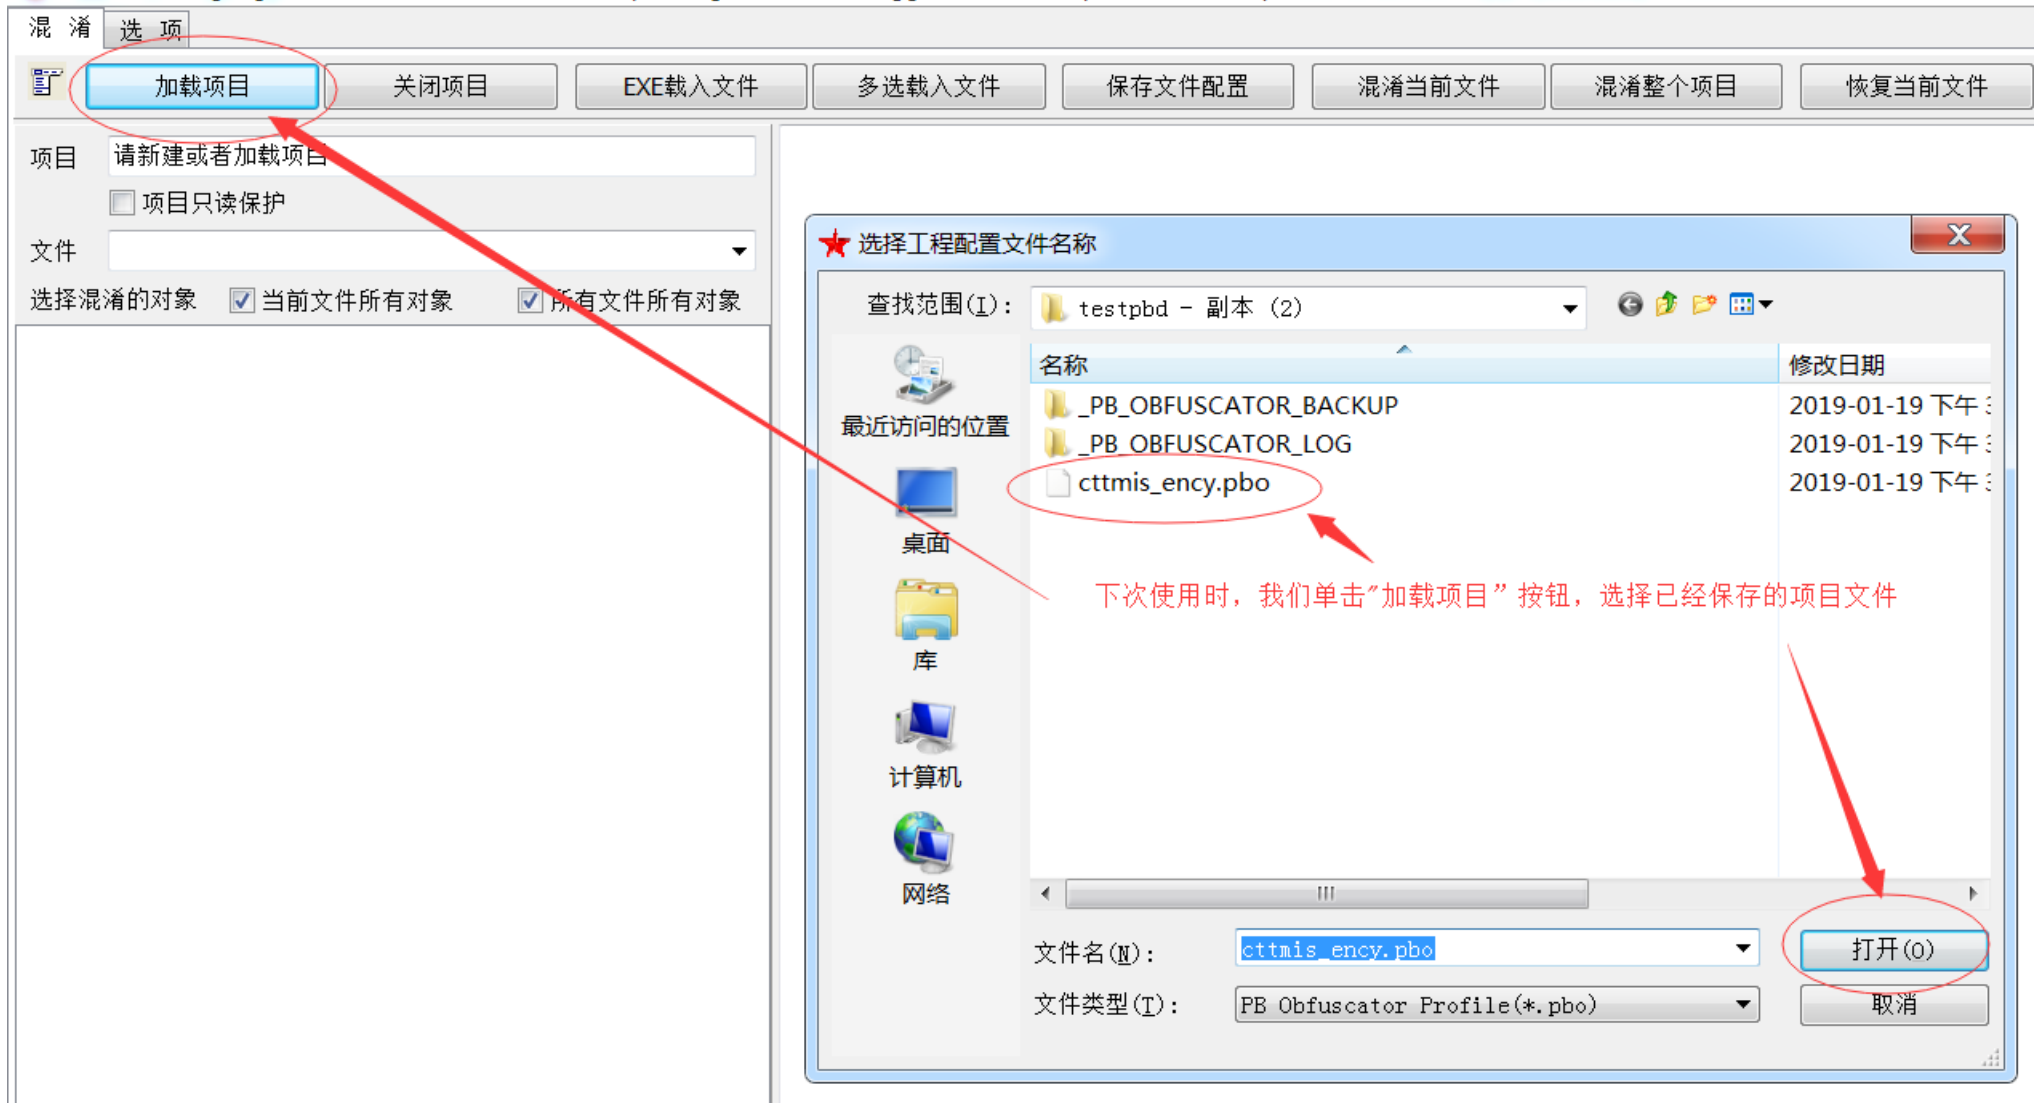 混 淆
选 项
加载项目
关闭项目
EXE载入文件
多选载入文件
保存文件配置
混淆当前文件
混淆整个项目
恢复当前文件
项目
请新建或者加载项目
项目只读保护
文件
选择混淆的对象
当前文件所有对象
所有文件所有对象
选择工程配置文件名称
X
查找范围(I):
testpbd - 副本 (2)
最近访问的位置
桌面
库
计算机
网络
名称
修改日期
_PB_OBFUSCATOR_BACKUP
2019-01-19 下午
_PB_OBFUSCATOR_LOG
2019-01-19 下午
cttmis_ency.pbo
2019-01-19 下午
下次使用时，我们单击"加载项目”按钮，选择已经保存的项目文件
文件名(N):
cttmis_ency.pbo
打开(O)
文件类型(T):
PB Obfuscator Profile(*.pbo)
取消